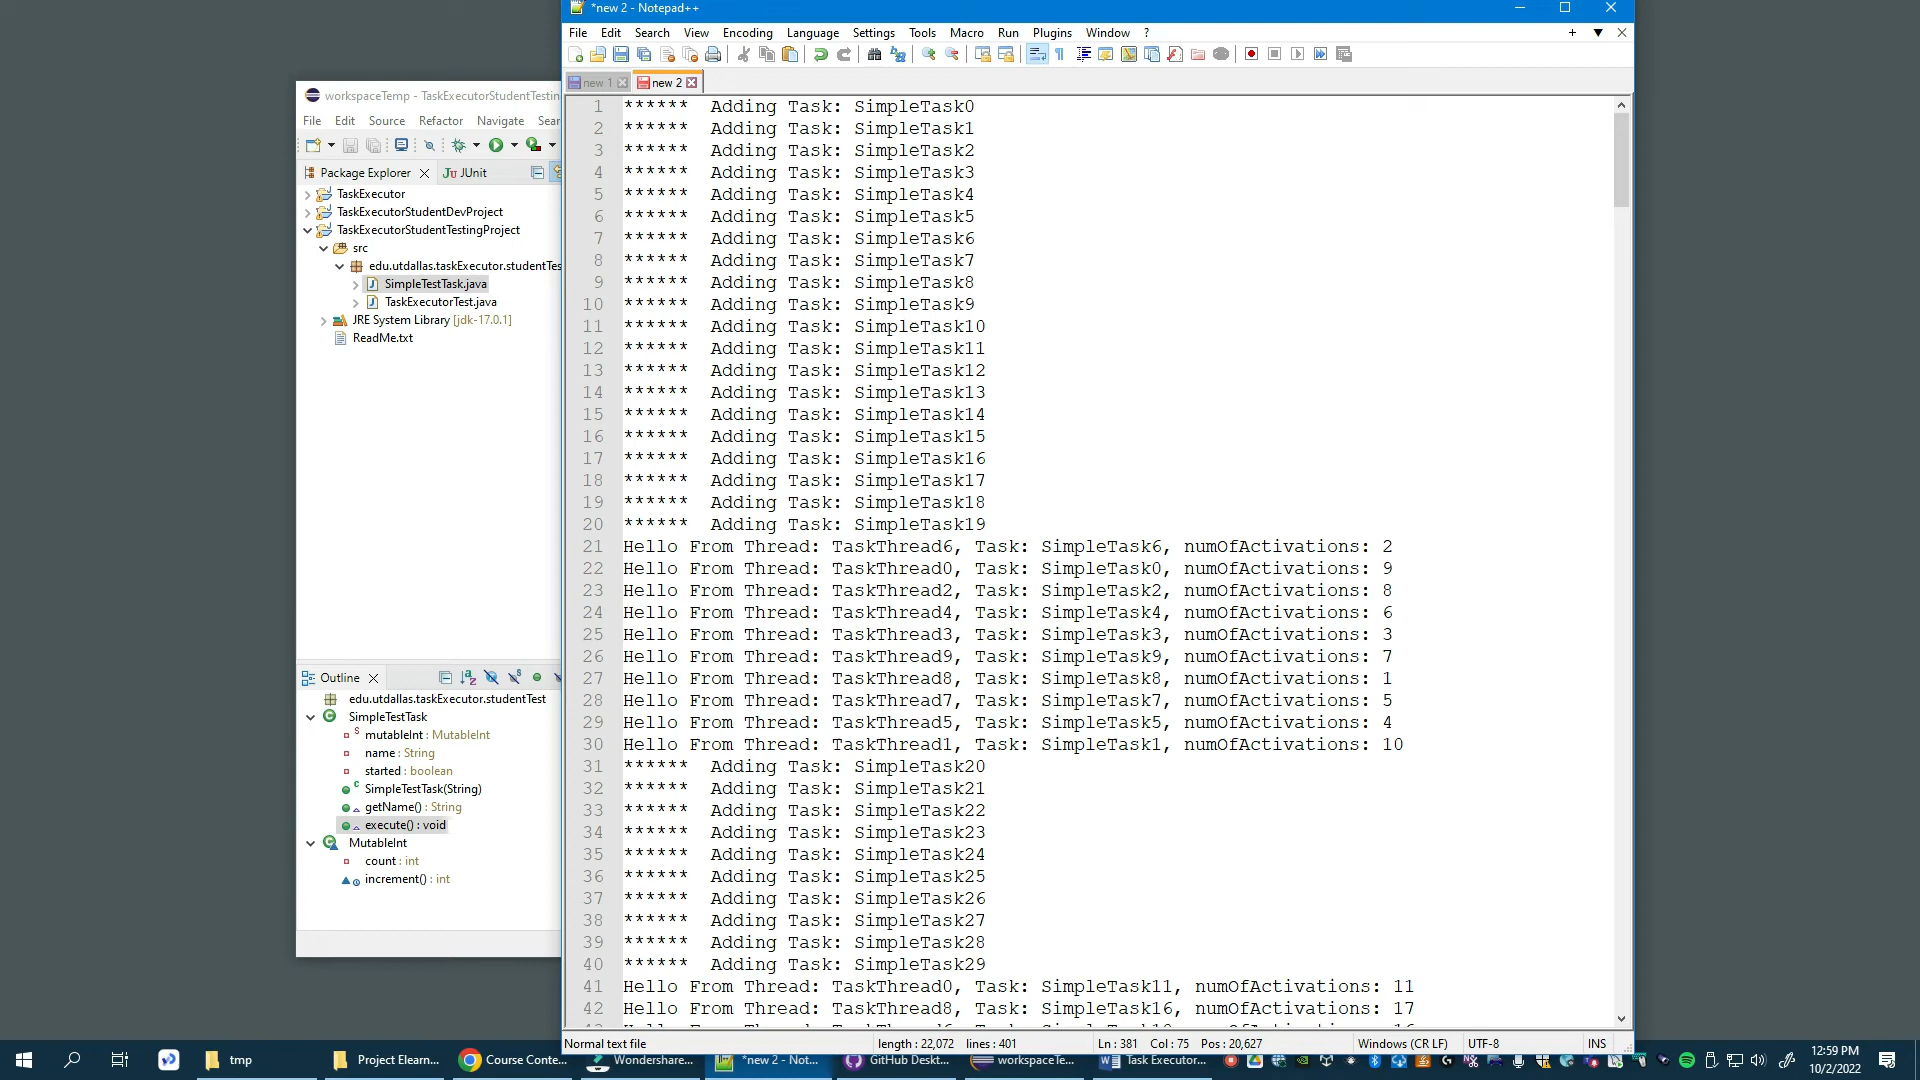 *new 2 - Notepad++
File Edit Search View Encoding Language Settings Tools Macro Run Plugins Window ?
new 1 new 2
workspaceTemp - TaskExecutorStudentTestin
File Edit Source Refactor Navigate Sear
Package Explorer JUnit
TaskExecutor
TaskExecutorStudentDevProject
TaskExecutorStudentTestingProject
src
edu.utdallas.taskExecutor.studentTes
SimpleTestTask.java
TaskExecutorTest.java
JRE System Library [jdk-17.0.1]
ReadMe.txt
Outline
edu.utdallas.taskExecutor.studentTest
SimpleTestTask
mutableInt : MutableInt
name : String
started : boolean
SimpleTestTask(String)
getName() : String
execute() : void
MutableInt
count : int
increment() : int
1 ****** Adding Task: SimpleTask0
2 ****** Adding Task: SimpleTask1
3 ****** Adding Task: SimpleTask2
4 ****** Adding Task: SimpleTask3
5 ****** Adding Task: SimpleTask4
6 ****** Adding Task: SimpleTask5
7 ****** Adding Task: SimpleTask6
8 ****** Adding Task: SimpleTask7
9 ****** Adding Task: SimpleTask8
10 ****** Adding Task: SimpleTask9
11 ****** Adding Task: SimpleTask10
12 ****** Adding Task: SimpleTask11
13 ****** Adding Task: SimpleTask12
14 ****** Adding Task: SimpleTask13
15 ****** Adding Task: SimpleTask14
16 ****** Adding Task: SimpleTask15
17 ****** Adding Task: SimpleTask16
18 ****** Adding Task: SimpleTask17
19 ****** Adding Task: SimpleTask18
20 ****** Adding Task: SimpleTask19
21 Hello From Thread: TaskThread6, Task: SimpleTask6, numOfActivations: 2
22 Hello From Thread: TaskThread0, Task: SimpleTask0, numOfActivations: 9
23 Hello From Thread: TaskThread2, Task: SimpleTask2, numOfActivations: 8
24 Hello From Thread: TaskThread4, Task: SimpleTask4, numOfActivations: 6
25 Hello From Thread: TaskThread3, Task: SimpleTask3, numOfActivations: 3
26 Hello From Thread: TaskThread9, Task: SimpleTask9, numOfActivations: 7
27 Hello From Thread: TaskThread8, Task: SimpleTask8, numOfActivations: 1
28 Hello From Thread: TaskThread7, Task: SimpleTask7, numOfActivations: 5
29 Hello From Thread: TaskThread5, Task: SimpleTask5, numOfActivations: 4
30 Hello From Thread: TaskThread1, Task: SimpleTask1, numOfActivations: 10
31 ****** Adding Task: SimpleTask20
32 ****** Adding Task: SimpleTask21
33 ****** Adding Task: SimpleTask22
34 ****** Adding Task: SimpleTask23
35 ****** Adding Task: SimpleTask24
36 ****** Adding Task: SimpleTask25
37 ****** Adding Task: SimpleTask26
38 ****** Adding Task: SimpleTask27
39 ****** Adding Task: SimpleTask28
40 ****** Adding Task: SimpleTask29
41 Hello From Thread: TaskThread0, Task: SimpleTask11, numOfActivations: 11
42 Hello From Thread: TaskThread8, Task: SimpleTask16, numOfActivations: 17
Normal text file length : 22,072 lines : 401 Ln : 381 Col : 75 Pos : 20,627 Windows (CR LF) UTF-8 INS
tmp Project Elearn... Course Conte... Wondershare... *new 2 - Not... GitHub Deskt... workspaceTe... Task Executor...
12:59 PM
10/2/2022